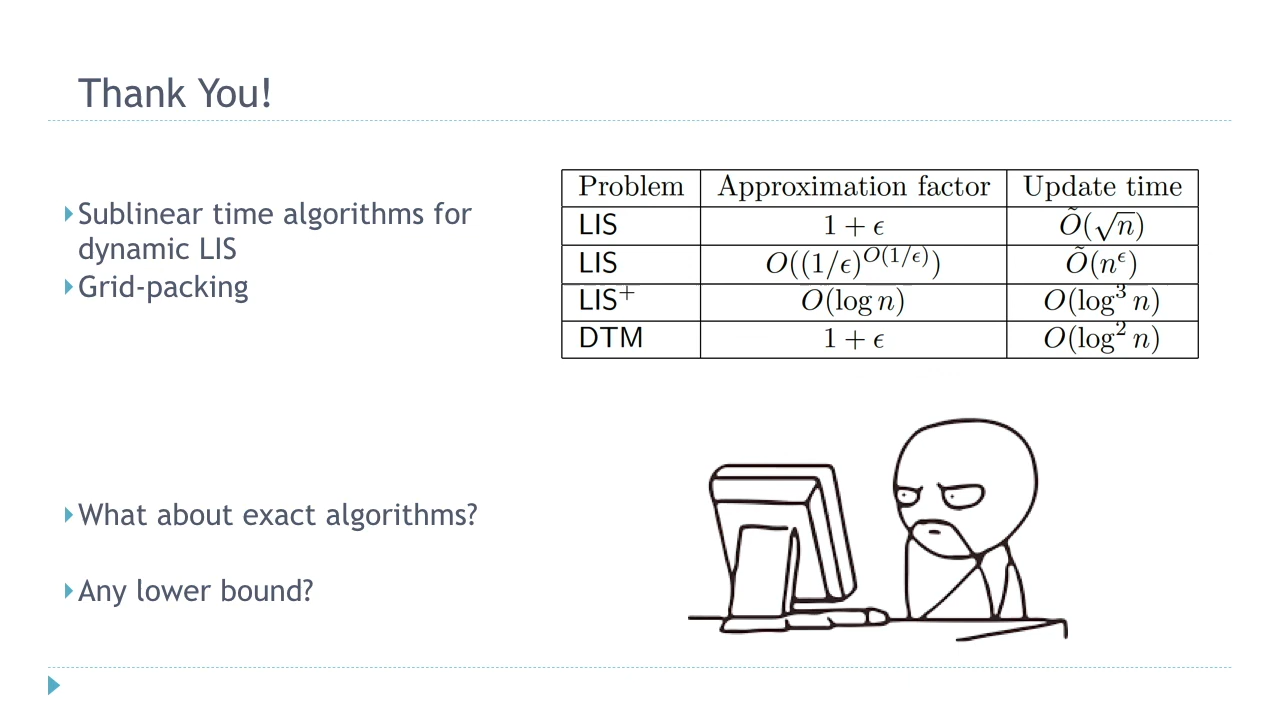 Thank You!
Sublinear time algorithms for
dynamic LIS
Grid-packing
Problem Approximation factor Update time
LIS 1 + ϵ Õ(√n)
LIS O((1/ϵ)^{O(1/ϵ)}) Õ(n^ϵ)
LIS⁺ O(log n) O(log³ n)
DTM 1 + ϵ O(log² n)
What about exact algorithms?
Any lower bound?